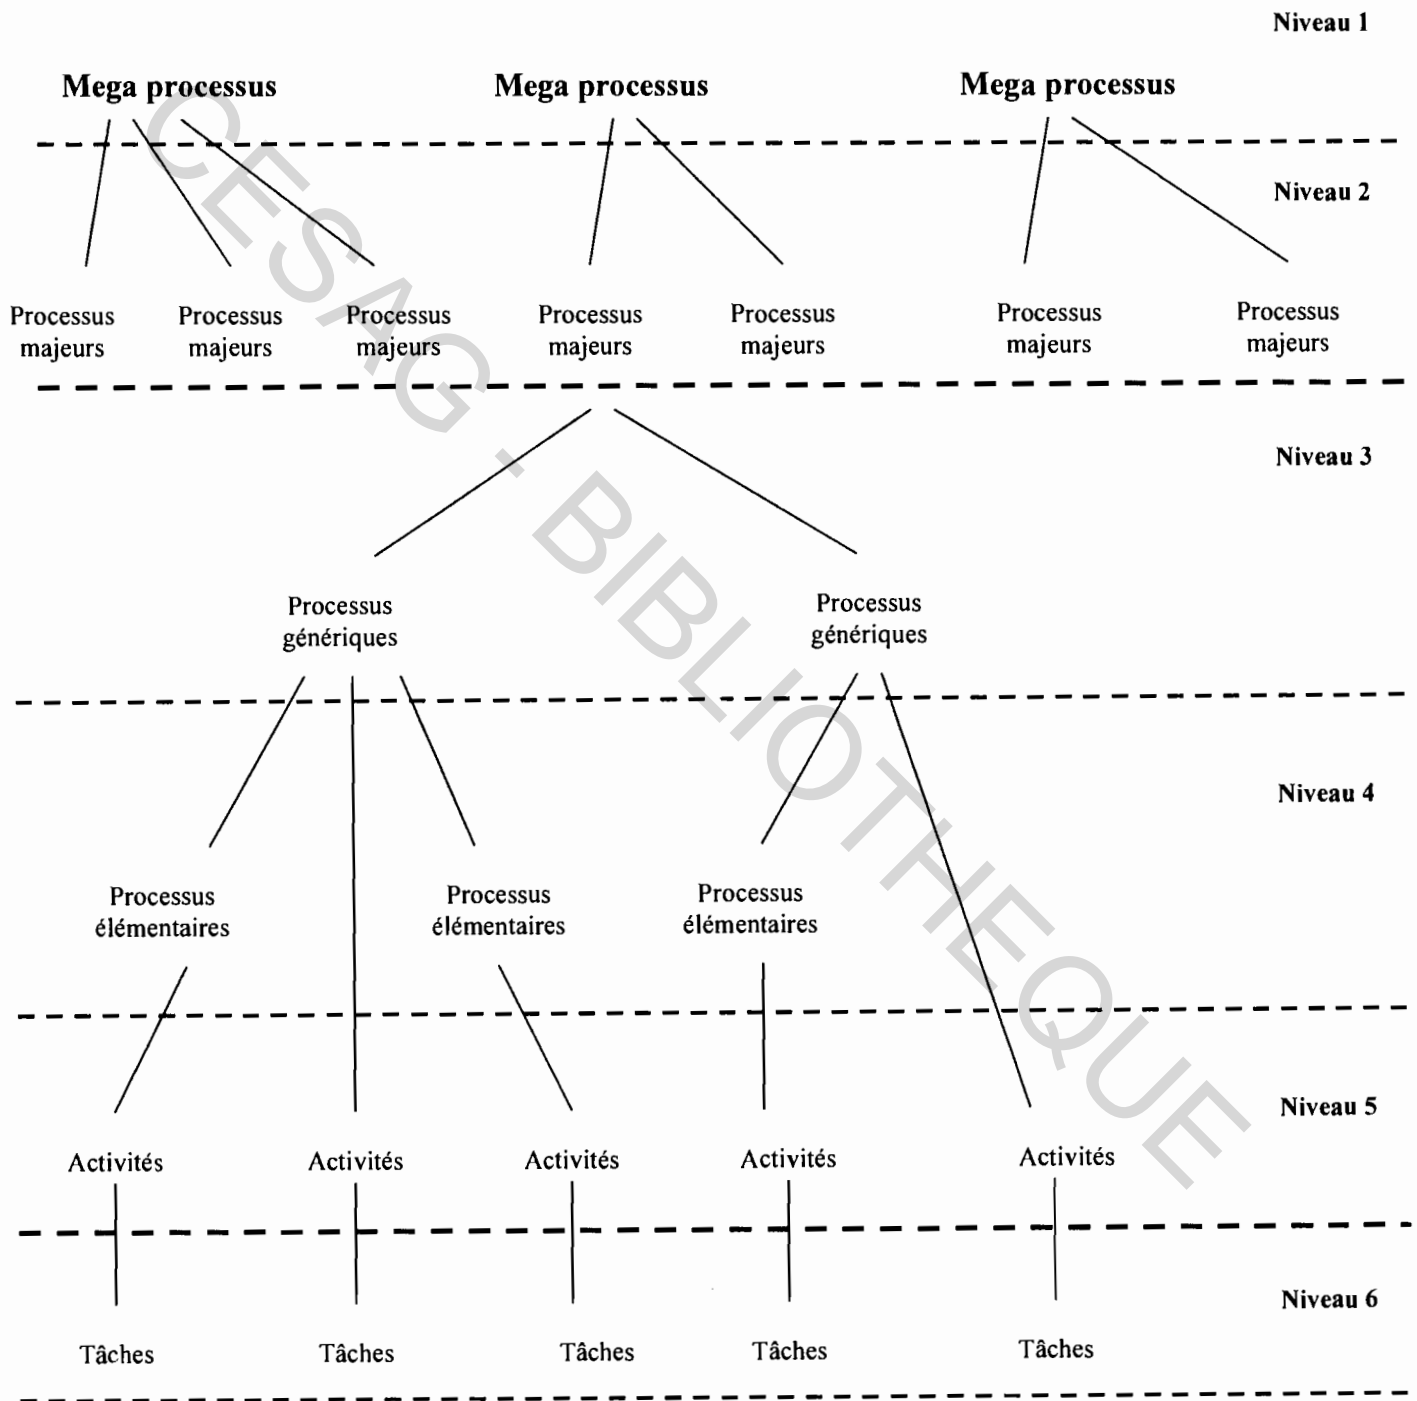 Niveau 1
Mega processus Mega processus Mega processus
Niveau 2
Processus majeurs
Processus majeurs
Processus majeurs
Processus majeurs
Processus majeurs
Processus majeurs
Processus majeurs
Niveau 3
Processus génériques
Processus génériques
Niveau 4
Processus élémentaires
Processus élémentaires
Processus élémentaires
Niveau 5
Activités Activités Activités Activités Activités
Niveau 6
Tâches Tâches Tâches Tâches Tâches
CESAG - BIBLIOTHEQUE